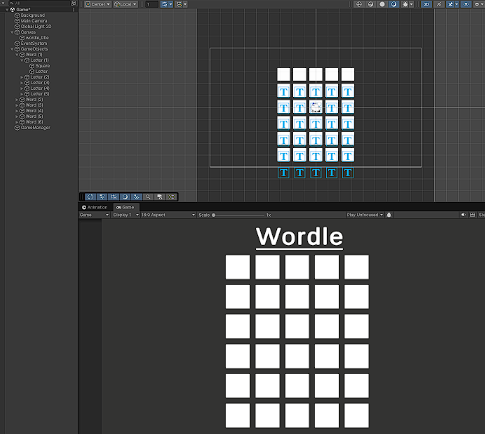 Game*
Background
Main Camera
Global Light 2D
Canvas
wordle_title
EventSystem
GameObjects
Word (1)
Letter (1)
Square
Letter
Letter (2)
Letter (3)
Letter (4)
Letter (5)
Word (2)
Word (3)
Word (4)
Word (5)
Word (6)
GameManager
Center
Local
1
2D
T T T T T
T T T T
T T T T T
T T T T T
T T T T T
T T T T T
Animation
Game
Game
Display 1
16:9 Aspect
Scale
1x
Play Unfocused
Wordle